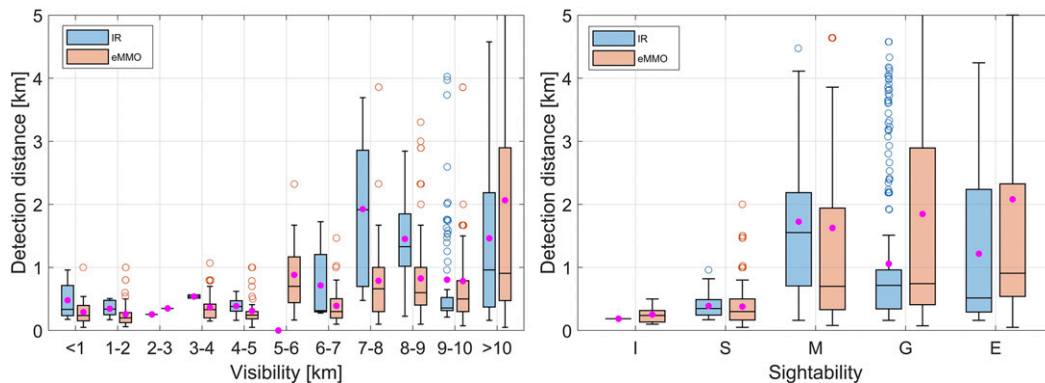 5
4
3
2
1
0
Detection distance [km]
IR
eMMO
<1 1-2 2-3 3-4 4-5 5-6 6-7 7-8 8-9 9-10 >10
Visibility [km]
5
4
3
2
1
0
Detection distance [km]
IR
eMMO
I S M G E
Sightability